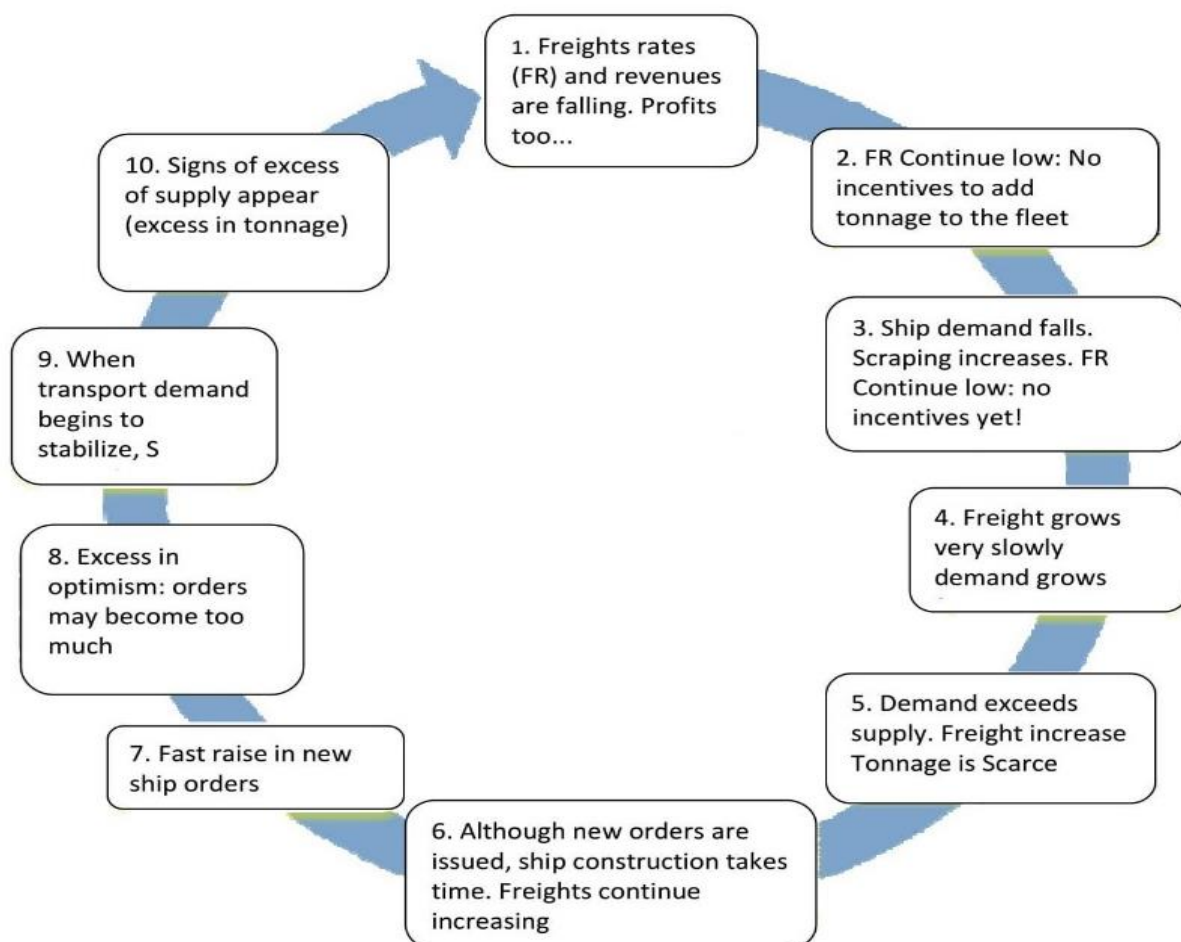 1. Freights rates
(FR) and revenues
are falling. Profits
too...
2. FR Continue low: No
incentives to add
tonnage to the fleet
3. Ship demand falls.
Scraping increases. FR
Continue low: no
incentives yet!
4. Freight grows
very slowly
demand grows
5. Demand exceeds
supply. Freight increase
Tonnage is Scarce
6. Although new orders are
issued, ship construction takes
time. Freights continue
increasing
7. Fast raise in new
ship orders
8. Excess in
optimism: orders
may become too
much
9. When
transport demand
begins to
stabilize, S
10. Signs of excess
of supply appear
(excess in tonnage)